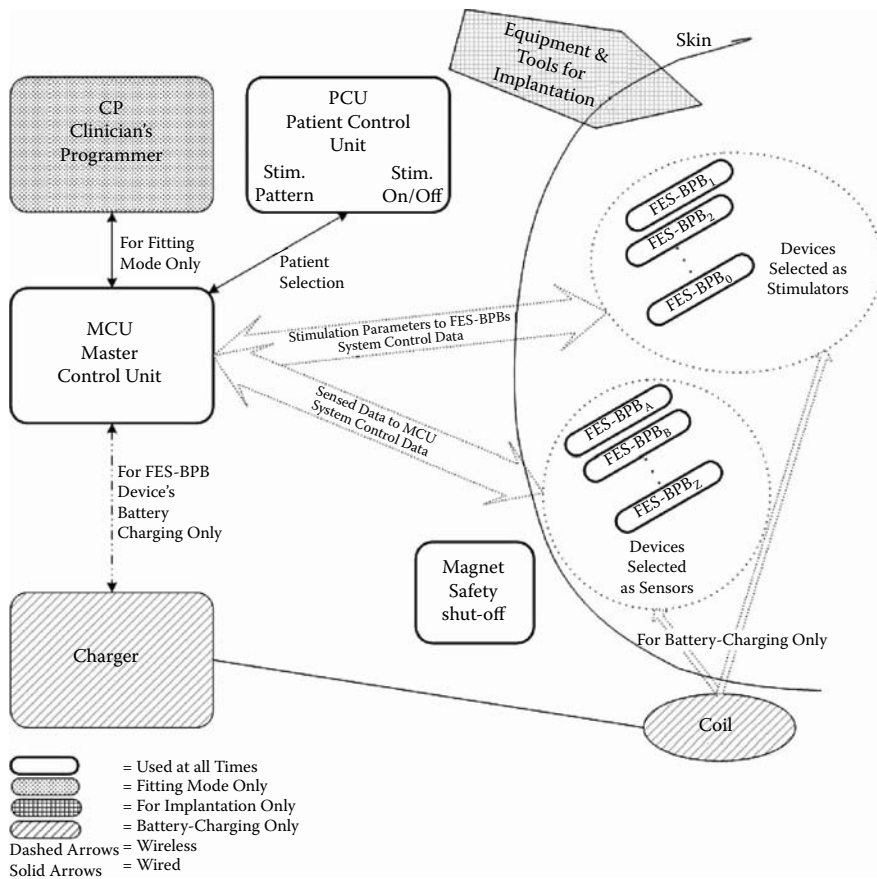 Equipment &
Tools for
Implantation
Skin
CP
Clinician's
Programmer
PCU
Patient Control
Unit
Stim.
Pattern
Stim.
On/Off
For Fitting
Mode Only
Patient
Selection
FES-BPB1
FES-BPB2
FES-BPB0
Devices
Selected as
Stimulators
MCU
Master
Control Unit
Stimulation Parameters to FES-BPBs
System Control Data
Sensed Data to MCU
System Control Data
FES-BPBA
FES-BPBB
FES-BPBZ
Devices
Selected
as Sensors
For FES-BPB
Device's
Battery
Charging Only
Magnet
Safety
shut-off
For Battery-Charging Only
Charger
Coil
= Used at all Times
= Fitting Mode Only
= For Implantation Only
= Battery-Charging Only
Dashed Arrows = Wireless
Solid Arrows = Wired